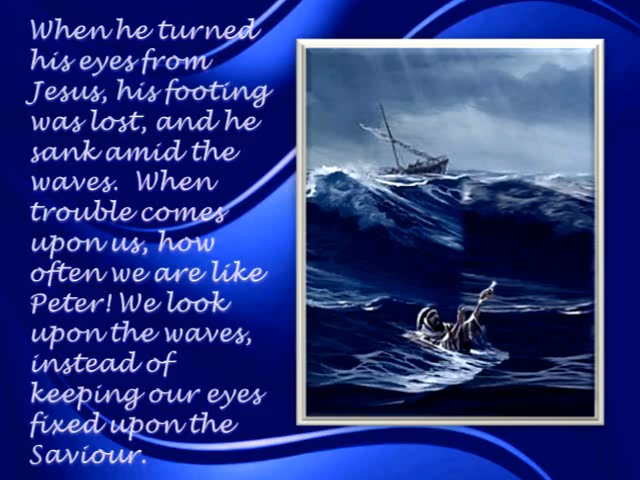 When he turned
his eyes from
Jesus, his footing
was lost, and he
sank amid the
waves.  When
trouble comes
upon us, how
often we are like
Peter! We look
upon the waves,
instead of
keeping our eyes
fixed upon the
Saviour.